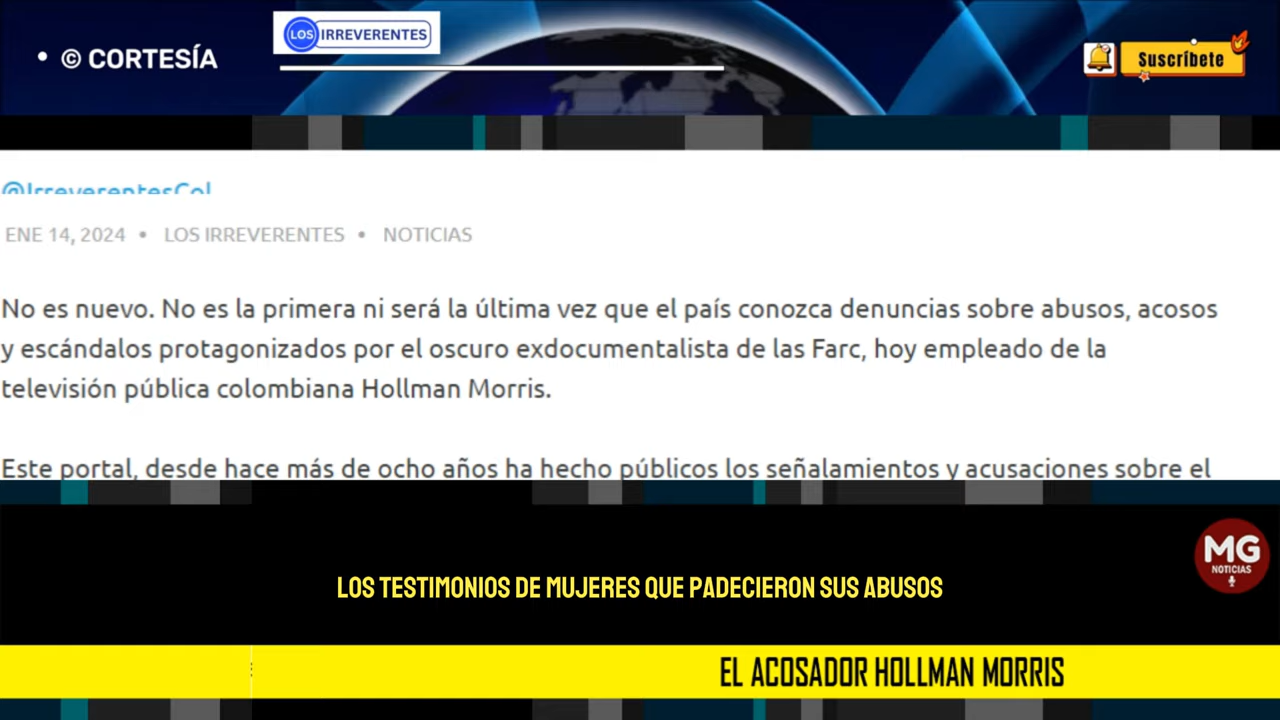 • © CORTESÍA
LOS IRREVERENTES
Suscríbete
@IrreverentesCol
ENE 14, 2024 • LOS IRREVERENTES • NOTICIAS
No es nuevo. No es la primera ni será la última vez que el país conozca denuncias sobre abusos, acosos
y escándalos protagonizados por el oscuro exdocumentalista de las Farc, hoy empleado de la
televisión pública colombiana Hollman Morris.
Este portal, desde hace más de ocho años ha hecho públicos los señalamientos y acusaciones sobre el
MG
NOTICIAS
LOS TESTIMONIOS DE MUJERES QUE PADECIERON SUS ABUSOS
EL ACOSADOR HOLLMAN MORRIS